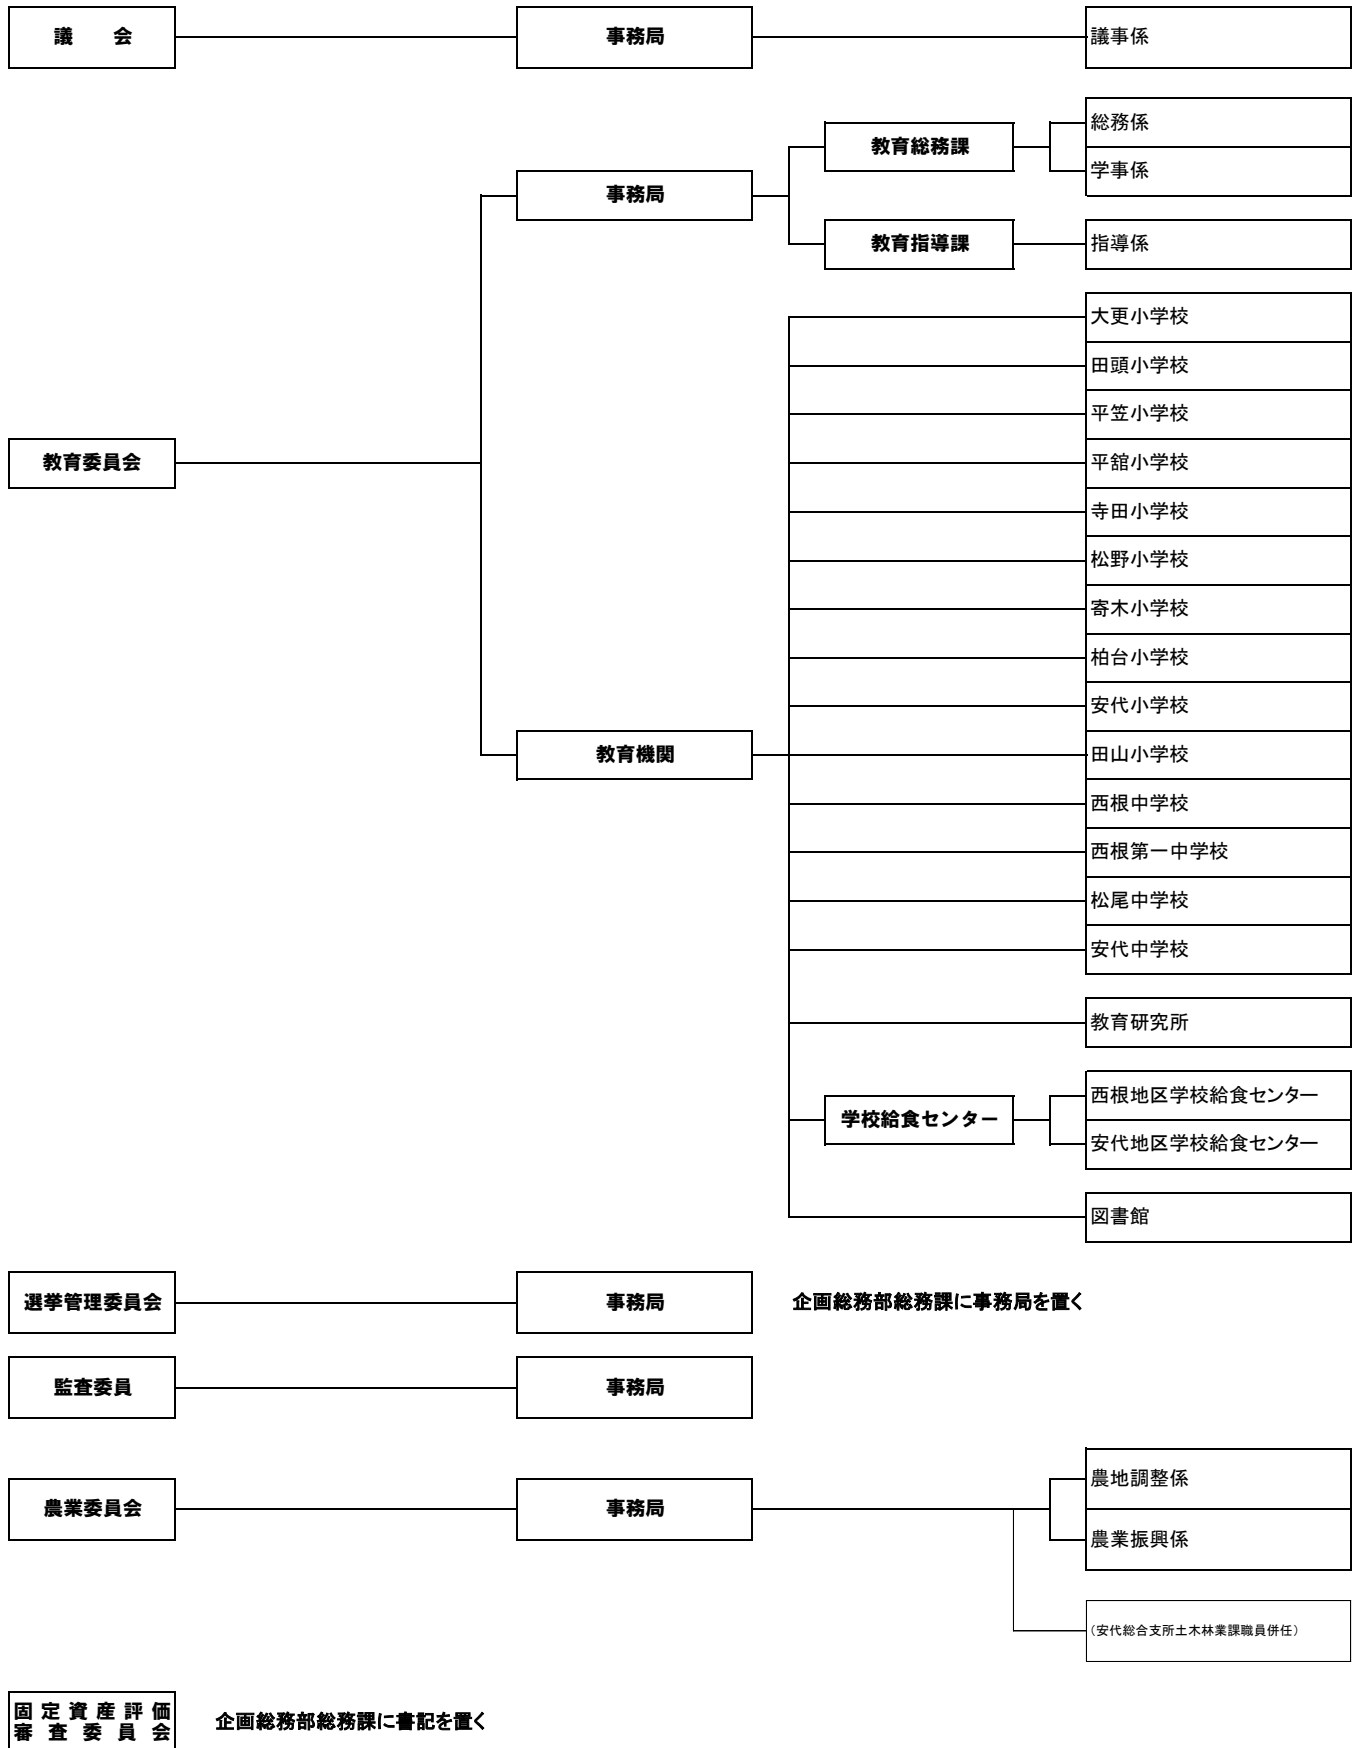 議　会
事務局
議事係
総務係
教育総務課
学事係
事務局
教育指導課
指導係
大更小学校
田頭小学校
平笠小学校
教育委員会
平舘小学校
寺田小学校
松野小学校
寄木小学校
柏台小学校
安代小学校
教育機関
田山小学校
西根中学校
西根第一中学校
松尾中学校
安代中学校
教育研究所
西根地区学校給食センター
学校給食センター
安代地区学校給食センター
図書館
選挙管理委員会
事務局
企画総務部総務課に事務局を置く
監査委員
事務局
農地調整係
農業委員会
事務局
農業振興係
（安代総合支所土木林業課職員併任）
固定資産評価
審査委員会
企画総務部総務課に書記を置く